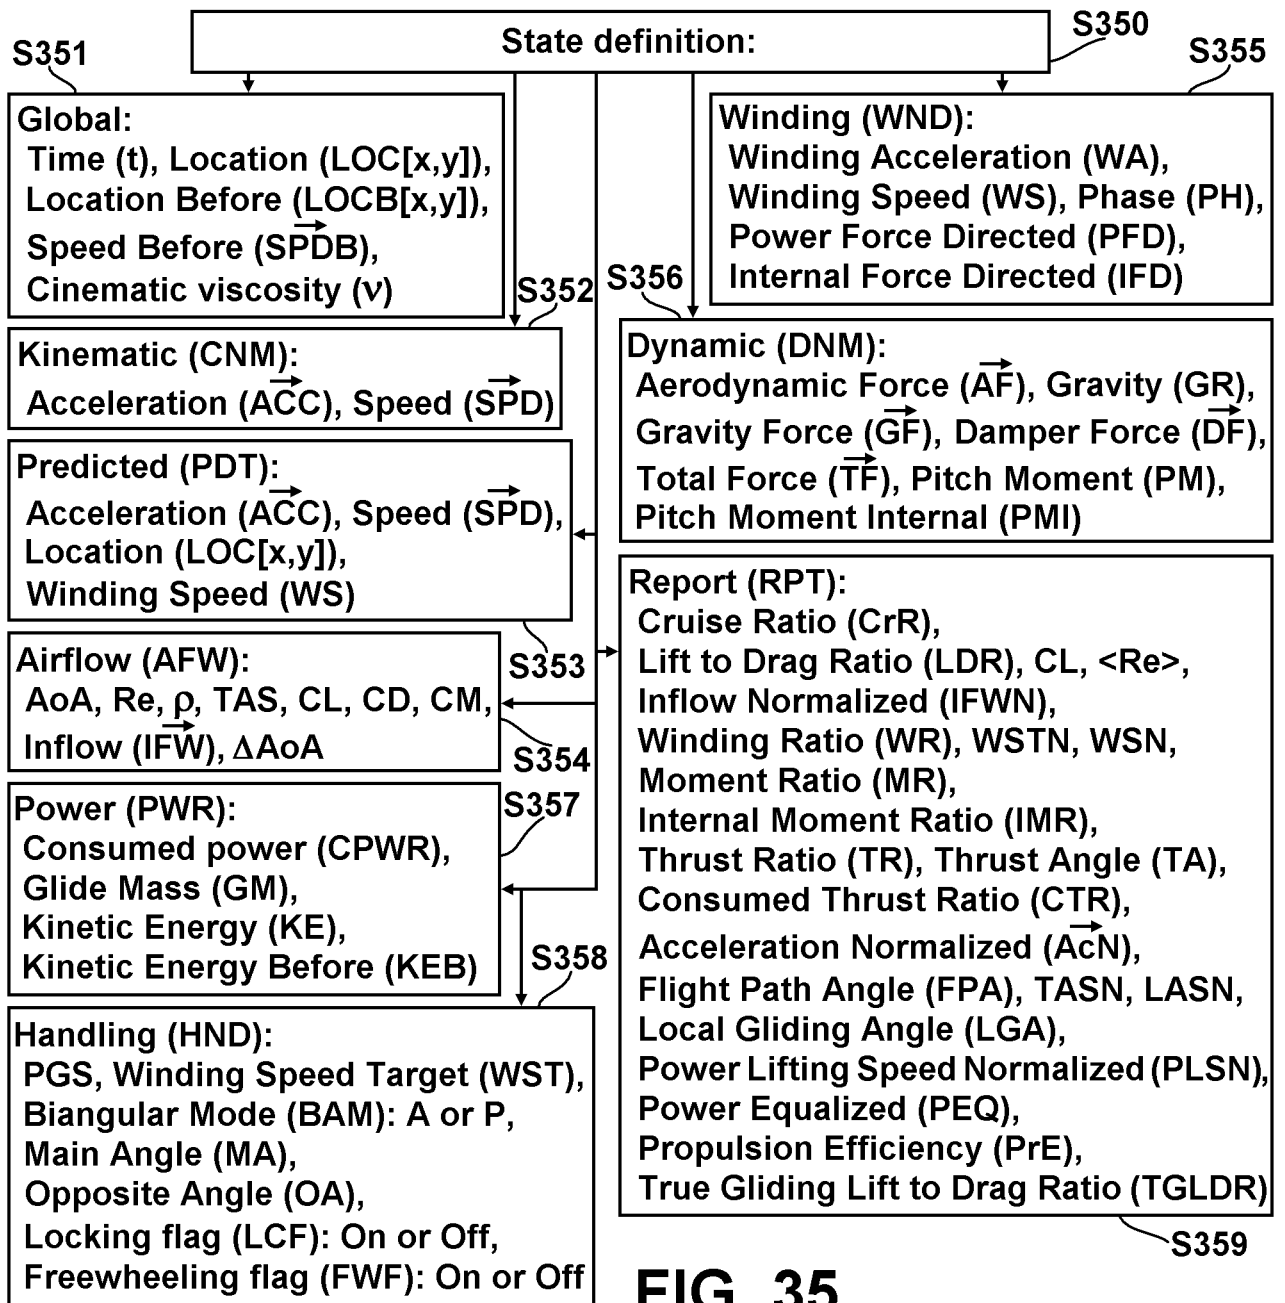 State definition:
S350
S351
Global:
Time (t), Location (LOC[x,y]),
Location Before (LOCB[x,y]),
Speed Before (SPDB),
Cinematic viscosity (ν)
S352
Kinematic (CNM):
Acceleration (ACC), Speed (SPD)
Predicted (PDT):
Acceleration (ACC), Speed (SPD),
Location (LOC[x,y]),
Winding Speed (WS)
S353
Airflow (AFW):
AoA, Re, ρ, TAS, CL, CD, CM,
Inflow (IFW), ΔAoA
S354
Power (PWR):
Consumed power (CPWR),
Glide Mass (GM),
Kinetic Energy (KE),
Kinetic Energy Before (KEB)
S357
S358
Handling (HND):
PGS, Winding Speed Target (WST),
Biangular Mode (BAM): A or P,
Main Angle (MA),
Opposite Angle (OA),
Locking flag (LCF): On or Off,
Freewheeling flag (FWF): On or Off
S355
Winding (WND):
Winding Acceleration (WA),
Winding Speed (WS), Phase (PH),
Power Force Directed (PFD),
Internal Force Directed (IFD)
S356
Dynamic (DNM):
Aerodynamic Force (AF), Gravity (GR),
Gravity Force (GF), Damper Force (DF),
Total Force (TF), Pitch Moment (PM),
Pitch Moment Internal (PMI)
Report (RPT):
Cruise Ratio (CrR),
Lift to Drag Ratio (LDR), CL, <Re>,
Inflow Normalized (IFWN),
Winding Ratio (WR), WSTN, WSN,
Moment Ratio (MR),
Internal Moment Ratio (IMR),
Thrust Ratio (TR), Thrust Angle (TA),
Consumed Thrust Ratio (CTR),
Acceleration Normalized (AcN),
Flight Path Angle (FPA), TASN, LASN,
Local Gliding Angle (LGA),
Power Lifting Speed Normalized (PLSN),
Power Equalized (PEQ),
Propulsion Efficiency (PrE),
True Gliding Lift to Drag Ratio (TGLDR)
S359
FIG. 35